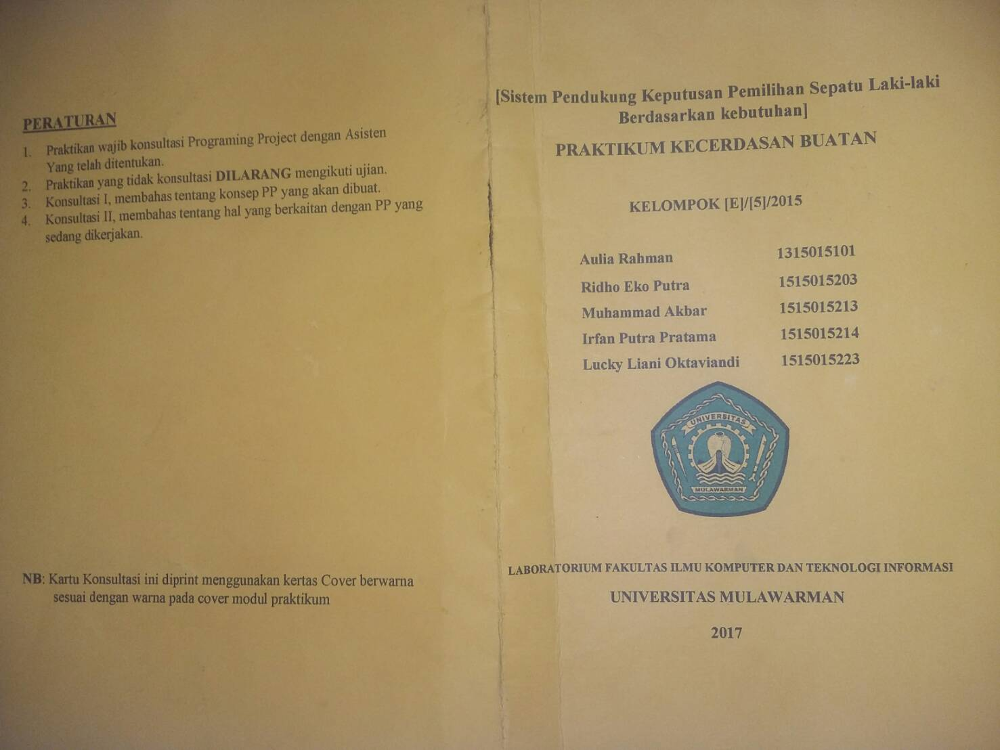 PERATURAN
1. Praktikan wajib konsultasi Programing Project dengan Asisten
Yang telah ditentukan.
2. Praktikan yang tidak konsultasi DILARANG mengikuti ujian.
3. Konsultasi I, membahas tentang konsep PP yang akan dibuat.
4. Konsultasi II, membahas tentang hal yang berkaitan dengan PP yang
sedang dikerjakan.
NB: Kartu Konsultasi ini diprint menggunakan kertas Cover berwarna
sesuai dengan warna pada cover modul praktikum
[Sistem Pendukung Keputusan Pemilihan Sepatu Laki-laki
Berdasarkan kebutuhan]
PRAKTIKUM KECERDASAN BUATAN
KELOMPOK [E]/[5]/2015
Aulia Rahman 1315015101
Ridho Eko Putra 1515015203
Muhammad Akbar 1515015213
Irfan Putra Pratama 1515015214
Lucky Liani Oktaviandi 1515015223
UNIVERSITAS
MULAWARMAN
LABORATORIUM FAKULTAS ILMU KOMPUTER DAN TEKNOLOGI INFORMASI
UNIVERSITAS MULAWARMAN
2017